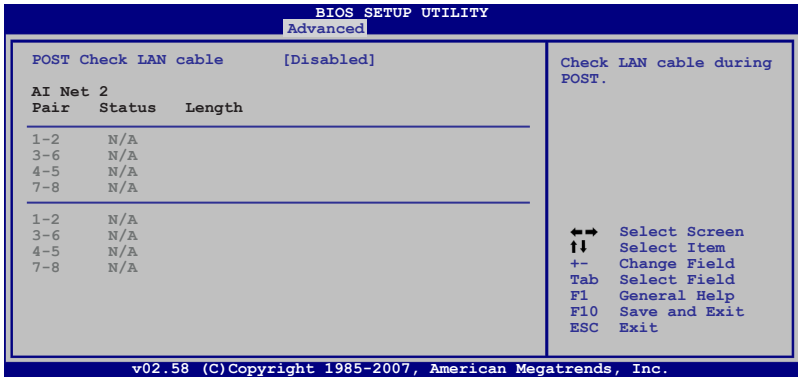 BIOS SETUP UTILITY
Advanced
POST Check LAN cable [Disabled]
AI Net 2
Pair Status Length
1-2 N/A
3-6 N/A
4-5 N/A
7-8 N/A
1-2 N/A
3-6 N/A
4-5 N/A
7-8 N/A
Check LAN cable during
POST.
←→ Select Screen
↑↓ Select Item
+- Change Field
Tab Select Field
F1 General Help
F10 Save and Exit
ESC Exit
v02.58 (C)Copyright 1985-2007, American Megatrends, Inc.